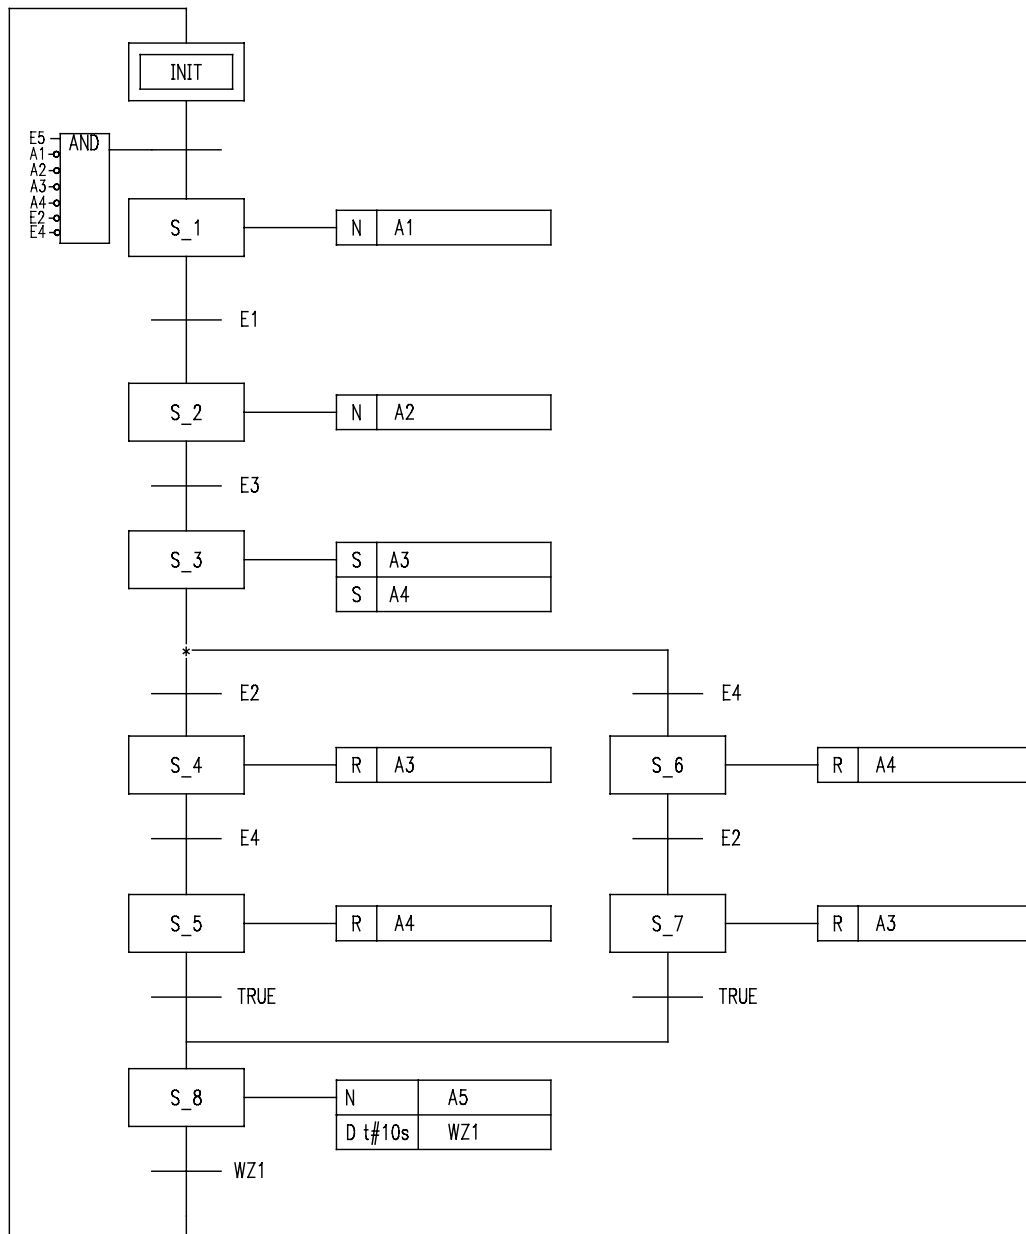 INIT
E5 AND
A1
A2
A3
A4
E2
E4
S_1 N A1
E1
S_2 N A2
E3
S_3 S A3
S A4
*
E2 E4
S_4 R A3 S_6 R A4
E4 E2
S_5 R A4 S_7 R A3
TRUE TRUE
S_8 N A5
D t#10s WZ1
WZ1